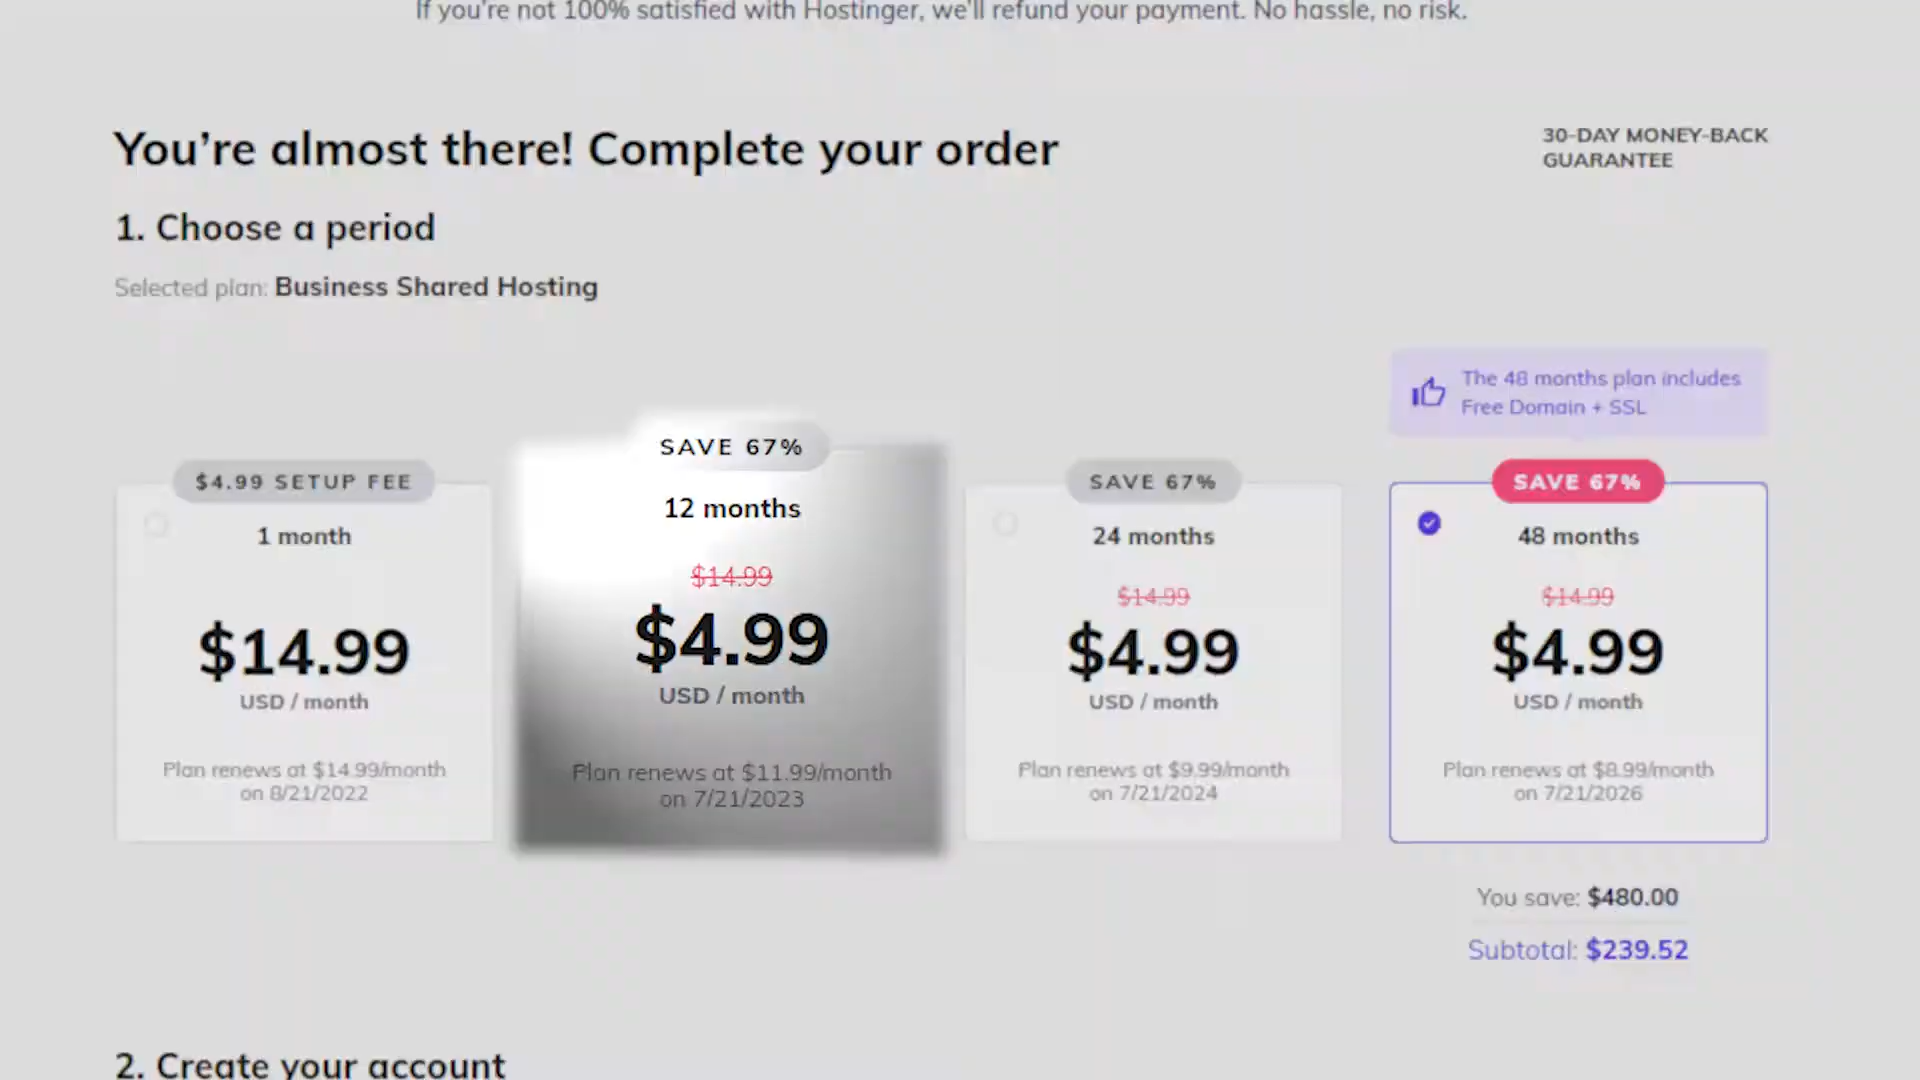 If you're not 100% satisfied with Hostinger, we'll refund your payment. No hassle, no risk.
You're almost there! Complete your order
30-DAY MONEY-BACK
GUARANTEE
1. Choose a period
Selected plan: Business Shared Hosting
The 48 months plan includes
Free Domain + SSL
$4.99 SETUP FEE
1 month
$14.99
USD / month
Plan renews at $14.99/month
on 8/21/2022
SAVE 67%
12 months
$14.99
$4.99
USD / month
Plan renews at $11.99/month
on 7/21/2023
SAVE 67%
24 months
$14.99
$4.99
USD / month
Plan renews at $9.99/month
on 7/21/2024
SAVE 67%
48 months
$14.99
$4.99
USD / month
Plan renews at $8.99/month
on 7/21/2026
You save: $480.00
Subtotal: $239.52
2. Create your account